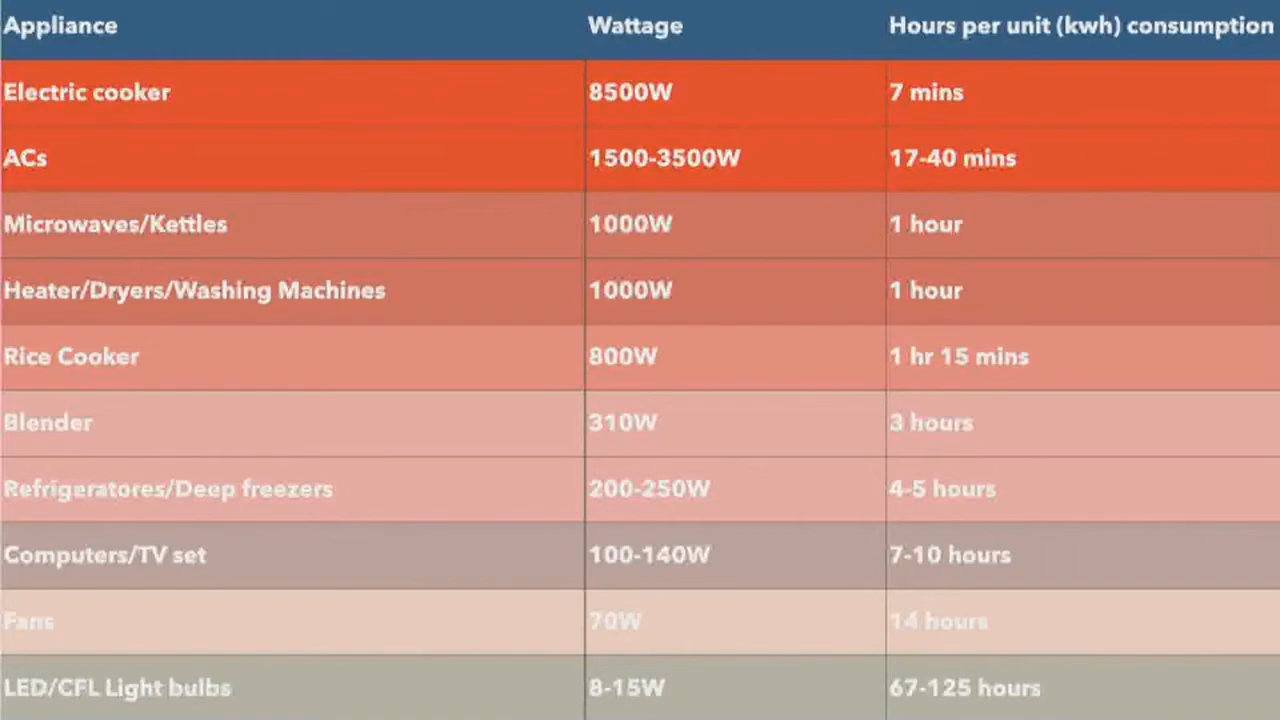 Appliance Wattage Hours per unit (kwh) consumption
Electric cooker 8500W 7 mins
ACs 1500-3500W 17-40 mins
Microwaves/Kettles 1000W 1 hour
Heater/Dryers/Washing Machines 1000W 1 hour
Rice Cooker 800W 1 hr 15 mins
Blender 310W 3 hours
Refrigeratores/Deep freezers 200-250W 4-5 hours
Computers/TV set 100-140W 7-10 hours
Fans 70W 14 hours
LED/CFL Light bulbs 8-15W 67-125 hours